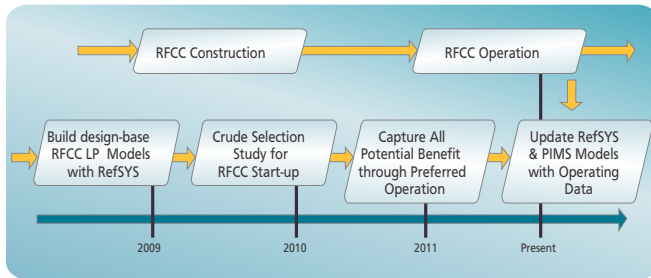 RFCC Construction
RFCC Operation
Build design-base
RFCC LP Models
with RefSYS
Crude Selection
Study for
RFCC Start-up
Capture All
Potential Benefit
through Preferred
Operation
Update RefSYS
& PIMS Models
with Operating
Data
2009
2010
2011
Present